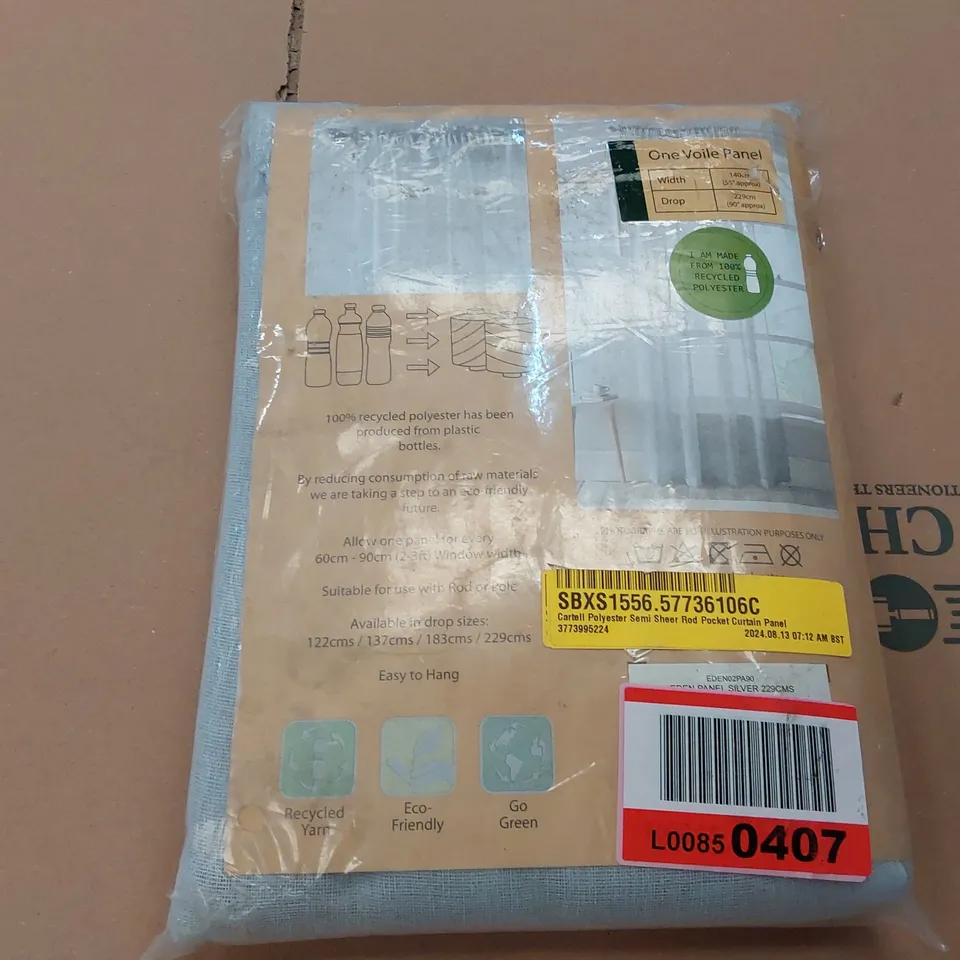 One Voile Panel
Width
140cm
(55" approx)
Drop
229cm
(90" approx)
I AM MADE
FROM 100%
RECYCLED
POLYESTER
100% recycled polyester has been
produced from plastic
bottles.
By reducing consumption of raw materials
we are taking a step to an eco-friendly
future.
Allow one panel for every
60cm - 90cm (2-3ft) Window width
Suitable for use with Rod or Pole
Available in drop sizes:
122cms / 137cms / 183cms / 229cms
Easy to Hang
Recycled
Yarn
Eco-
Friendly
Go
Green
PHOTOGRAPHS ARE FOR ILLUSTRATION PURPOSES ONLY
SBXS1556.57736106C
Cartell Polyester Semi Sheer Rod Pocket Curtain Panel
3773995224
2024.08.13 07:12 AM BST
EDEN02PA90
EDEN PANEL SILVER 229CMS
L0085 0407
TIONEERS
CH